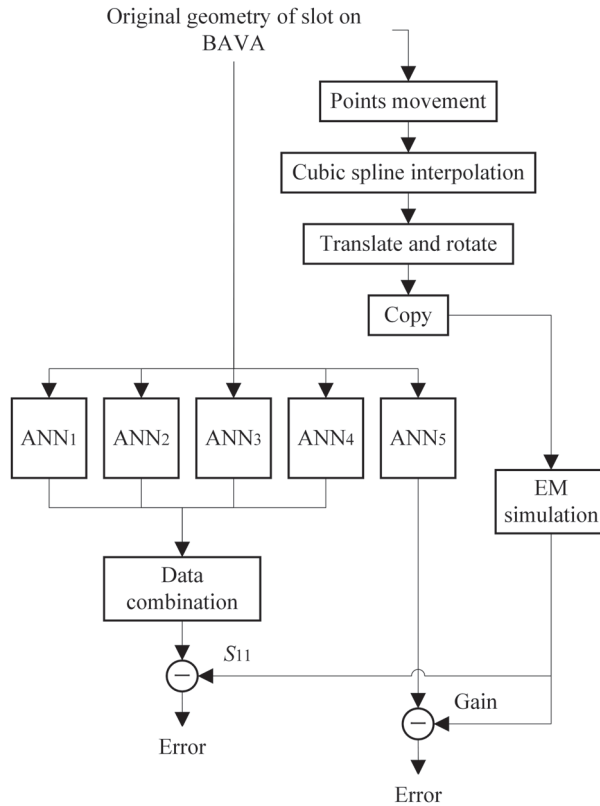 Original geometry of slot on
BAVA
Points movement
Cubic spline interpolation
Translate and rotate
Copy
ANN1
ANN2
ANN3
ANN4
ANN5
EM
simulation
Data
combination
S11
−
Gain
−
Error
Error